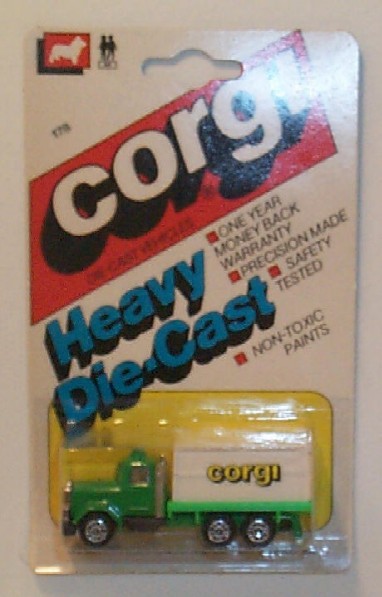 corgi
DIE-CAST VEHICLES
ONE YEAR
MONEY BACK
WARRANTY
PRECISION MADE
SAFETY
TESTED
NON-TOXIC
PAINTS
Heavy
Die-Cast
corgi